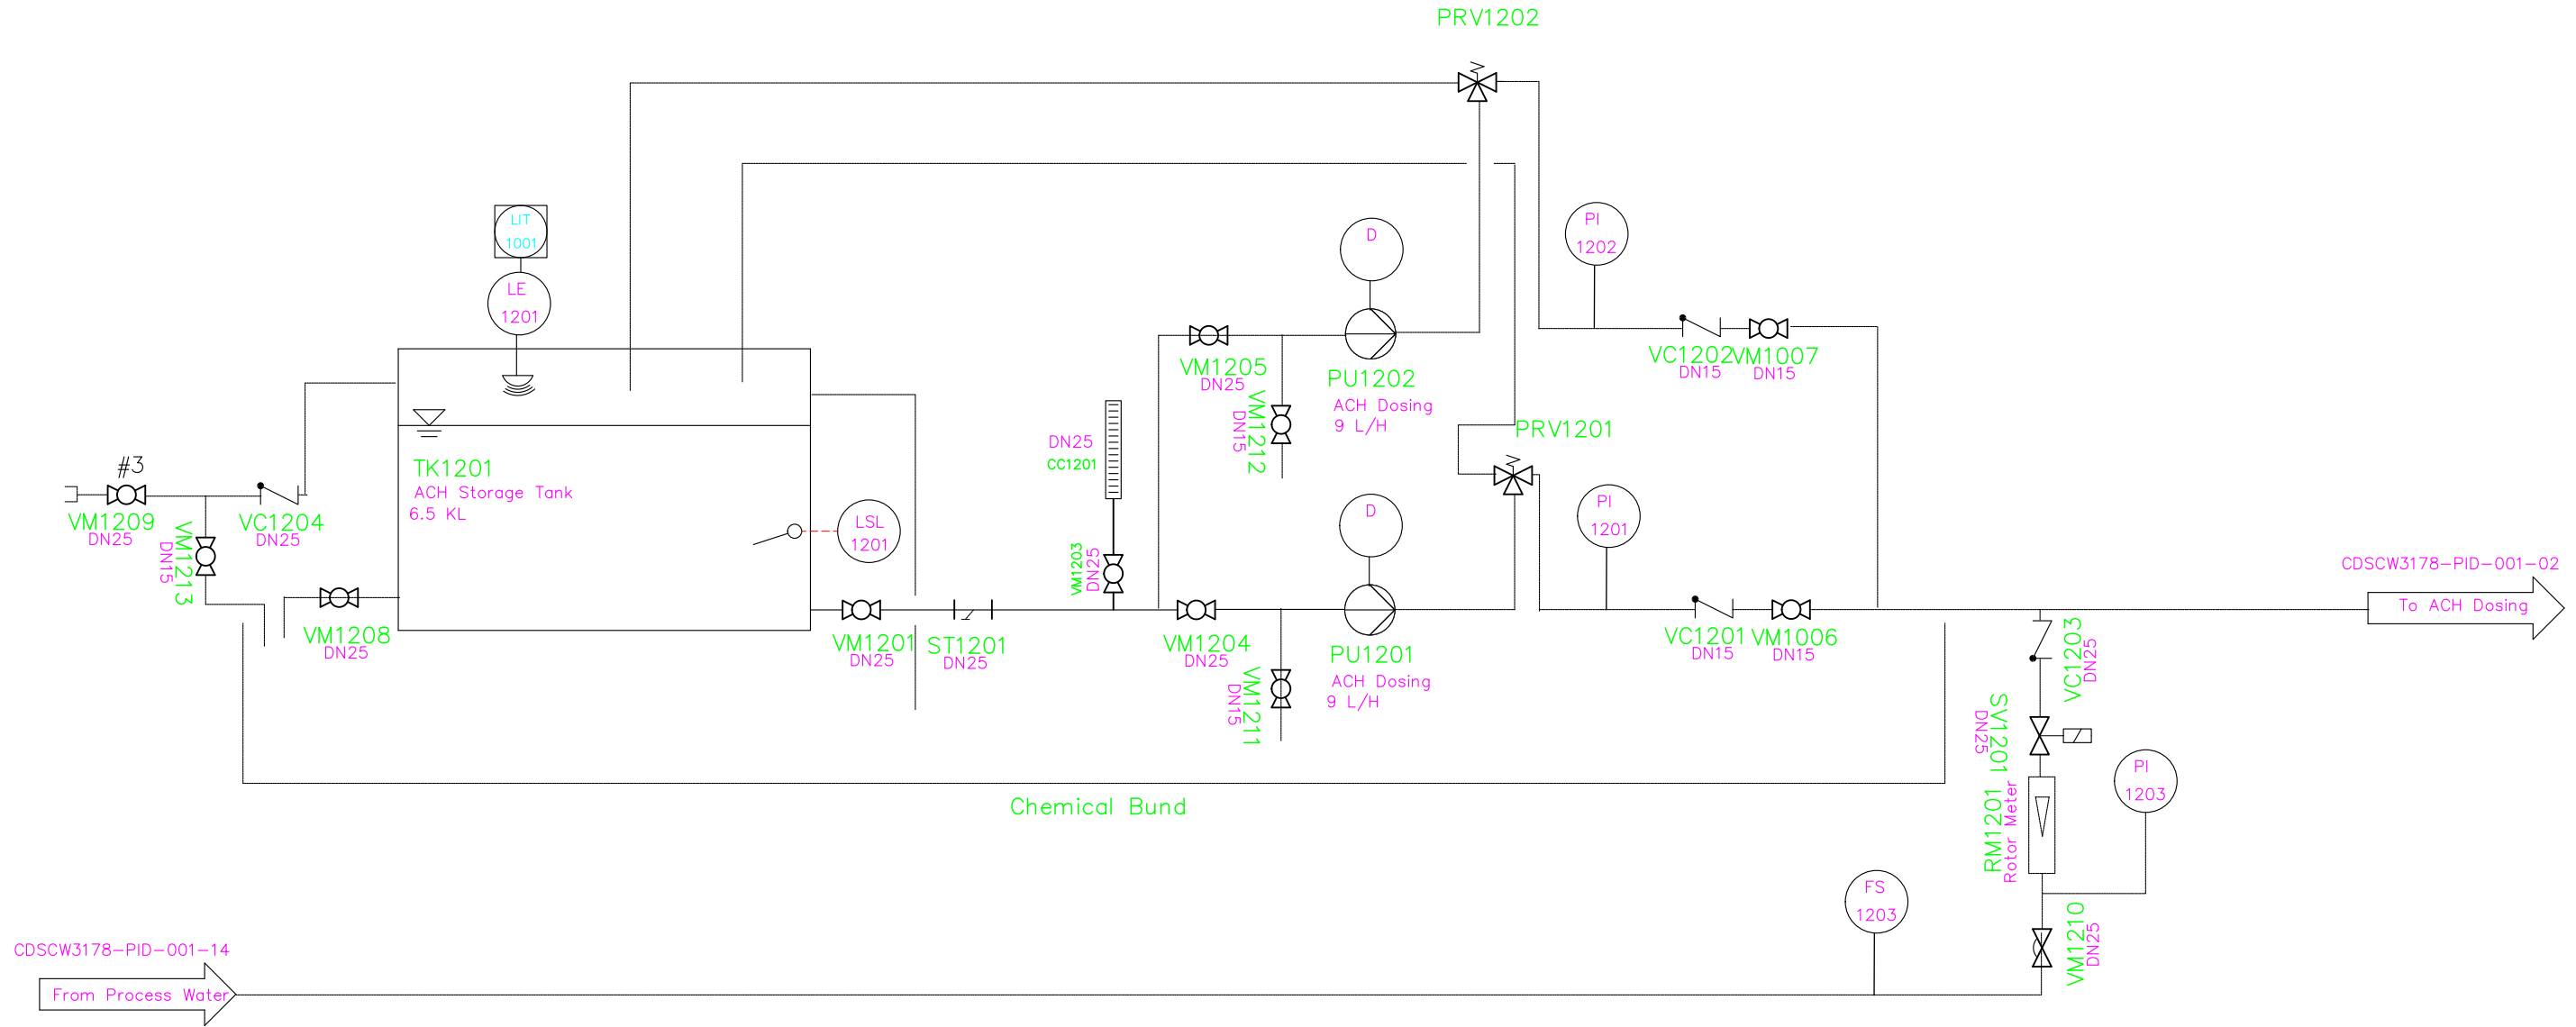 PRV1202
LIT
1001
LE
1201
D
PI
1202
VM1205
DN25
PU1202
ACH Dosing
9 L/H
VM1212
DN15
VC1202
DN15
VM1007
DN15
PRV1201
#3
VM1209
DN25
VM1213
DN15
VC1204
DN25
TK1201
ACH Storage Tank
6.5 KL
DN25
CC1201
LSL
1201
VM1203
DN25
D
PI
1201
VM1208
DN25
VM1201
DN25
ST1201
DN25
VM1204
DN25
VM1211
DN15
PU1201
ACH Dosing
9 L/H
VC1201
DN15
VM1006
DN15
CDSCW3178-PID-001-02
To ACH Dosing
VC1203
DN25
SV1201
DN25
RM1201
Rotor Meter
PI
1203
Chemical Bund
FS
1203
VM1210
DN25
CDSCW3178-PID-001-14
From Process Water